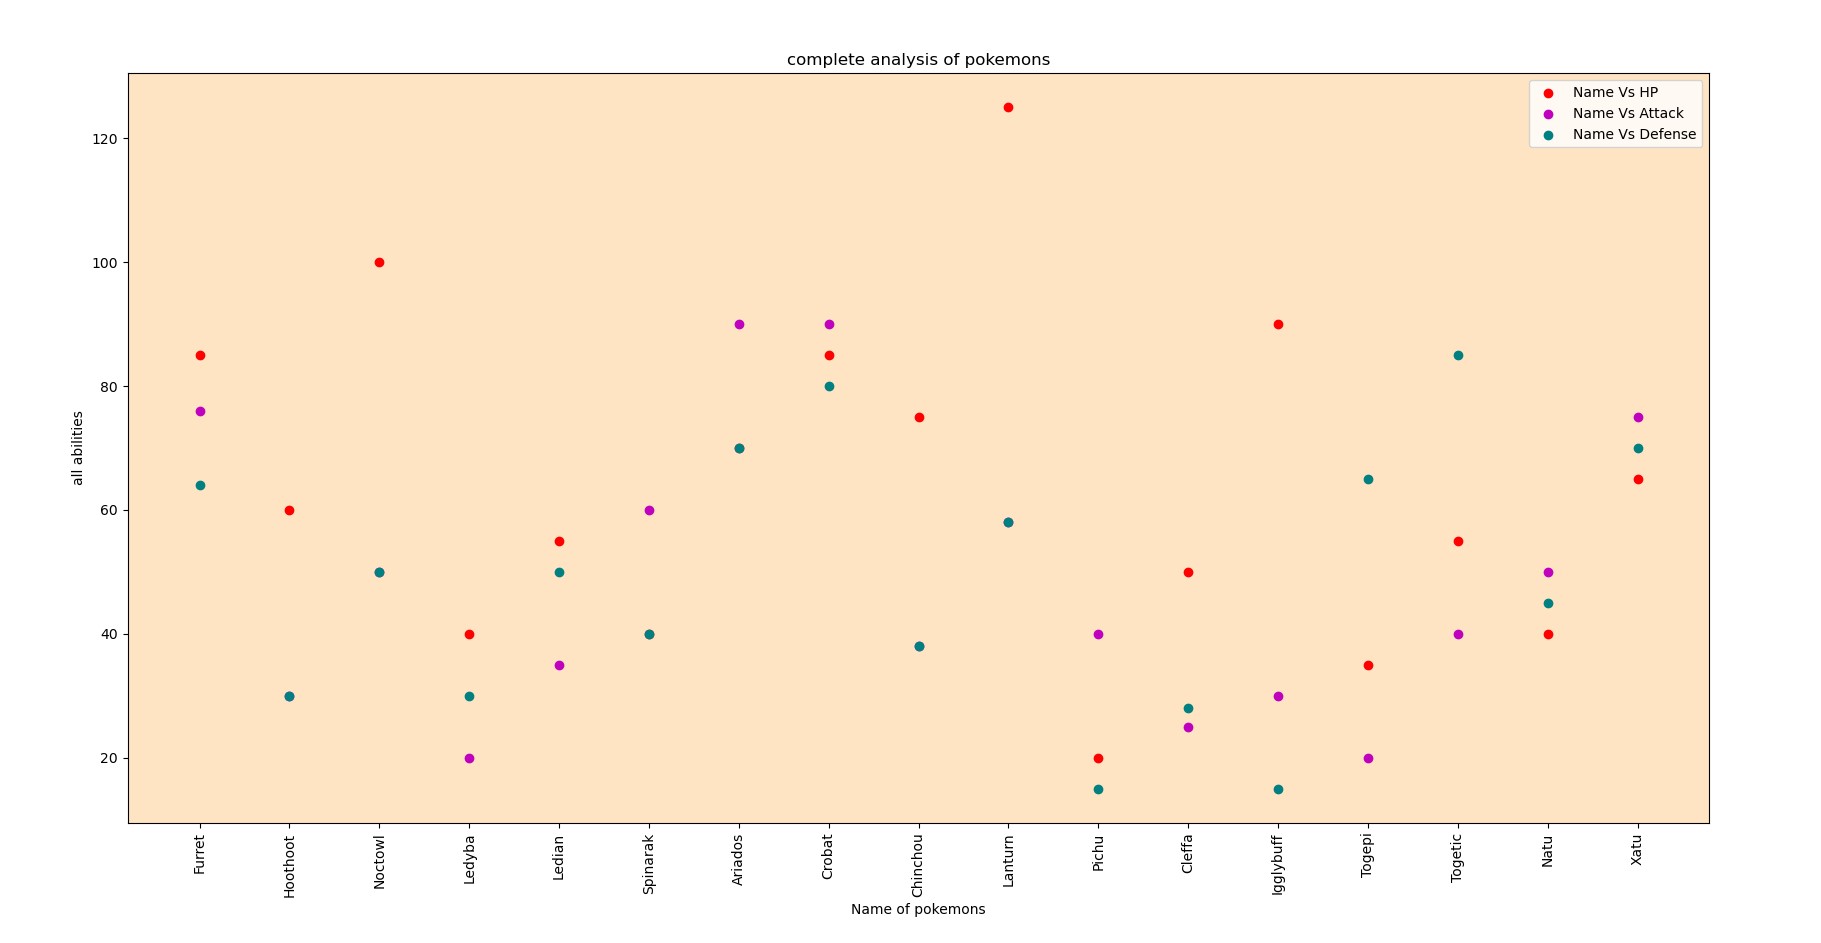 complete analysis of pokemons
Name Vs HP
Name Vs Attack
Name Vs Defense
all abilities
120
100
80
60
40
20
Furret
Hoothoot
Noctowl
Ledyba
Ledian
Spinarak
Ariados
Crobat
Chinchou
Lanturn
Pichu
Cleffa
Igglybuff
Togepi
Togetic
Natu
Xatu
Name of pokemons